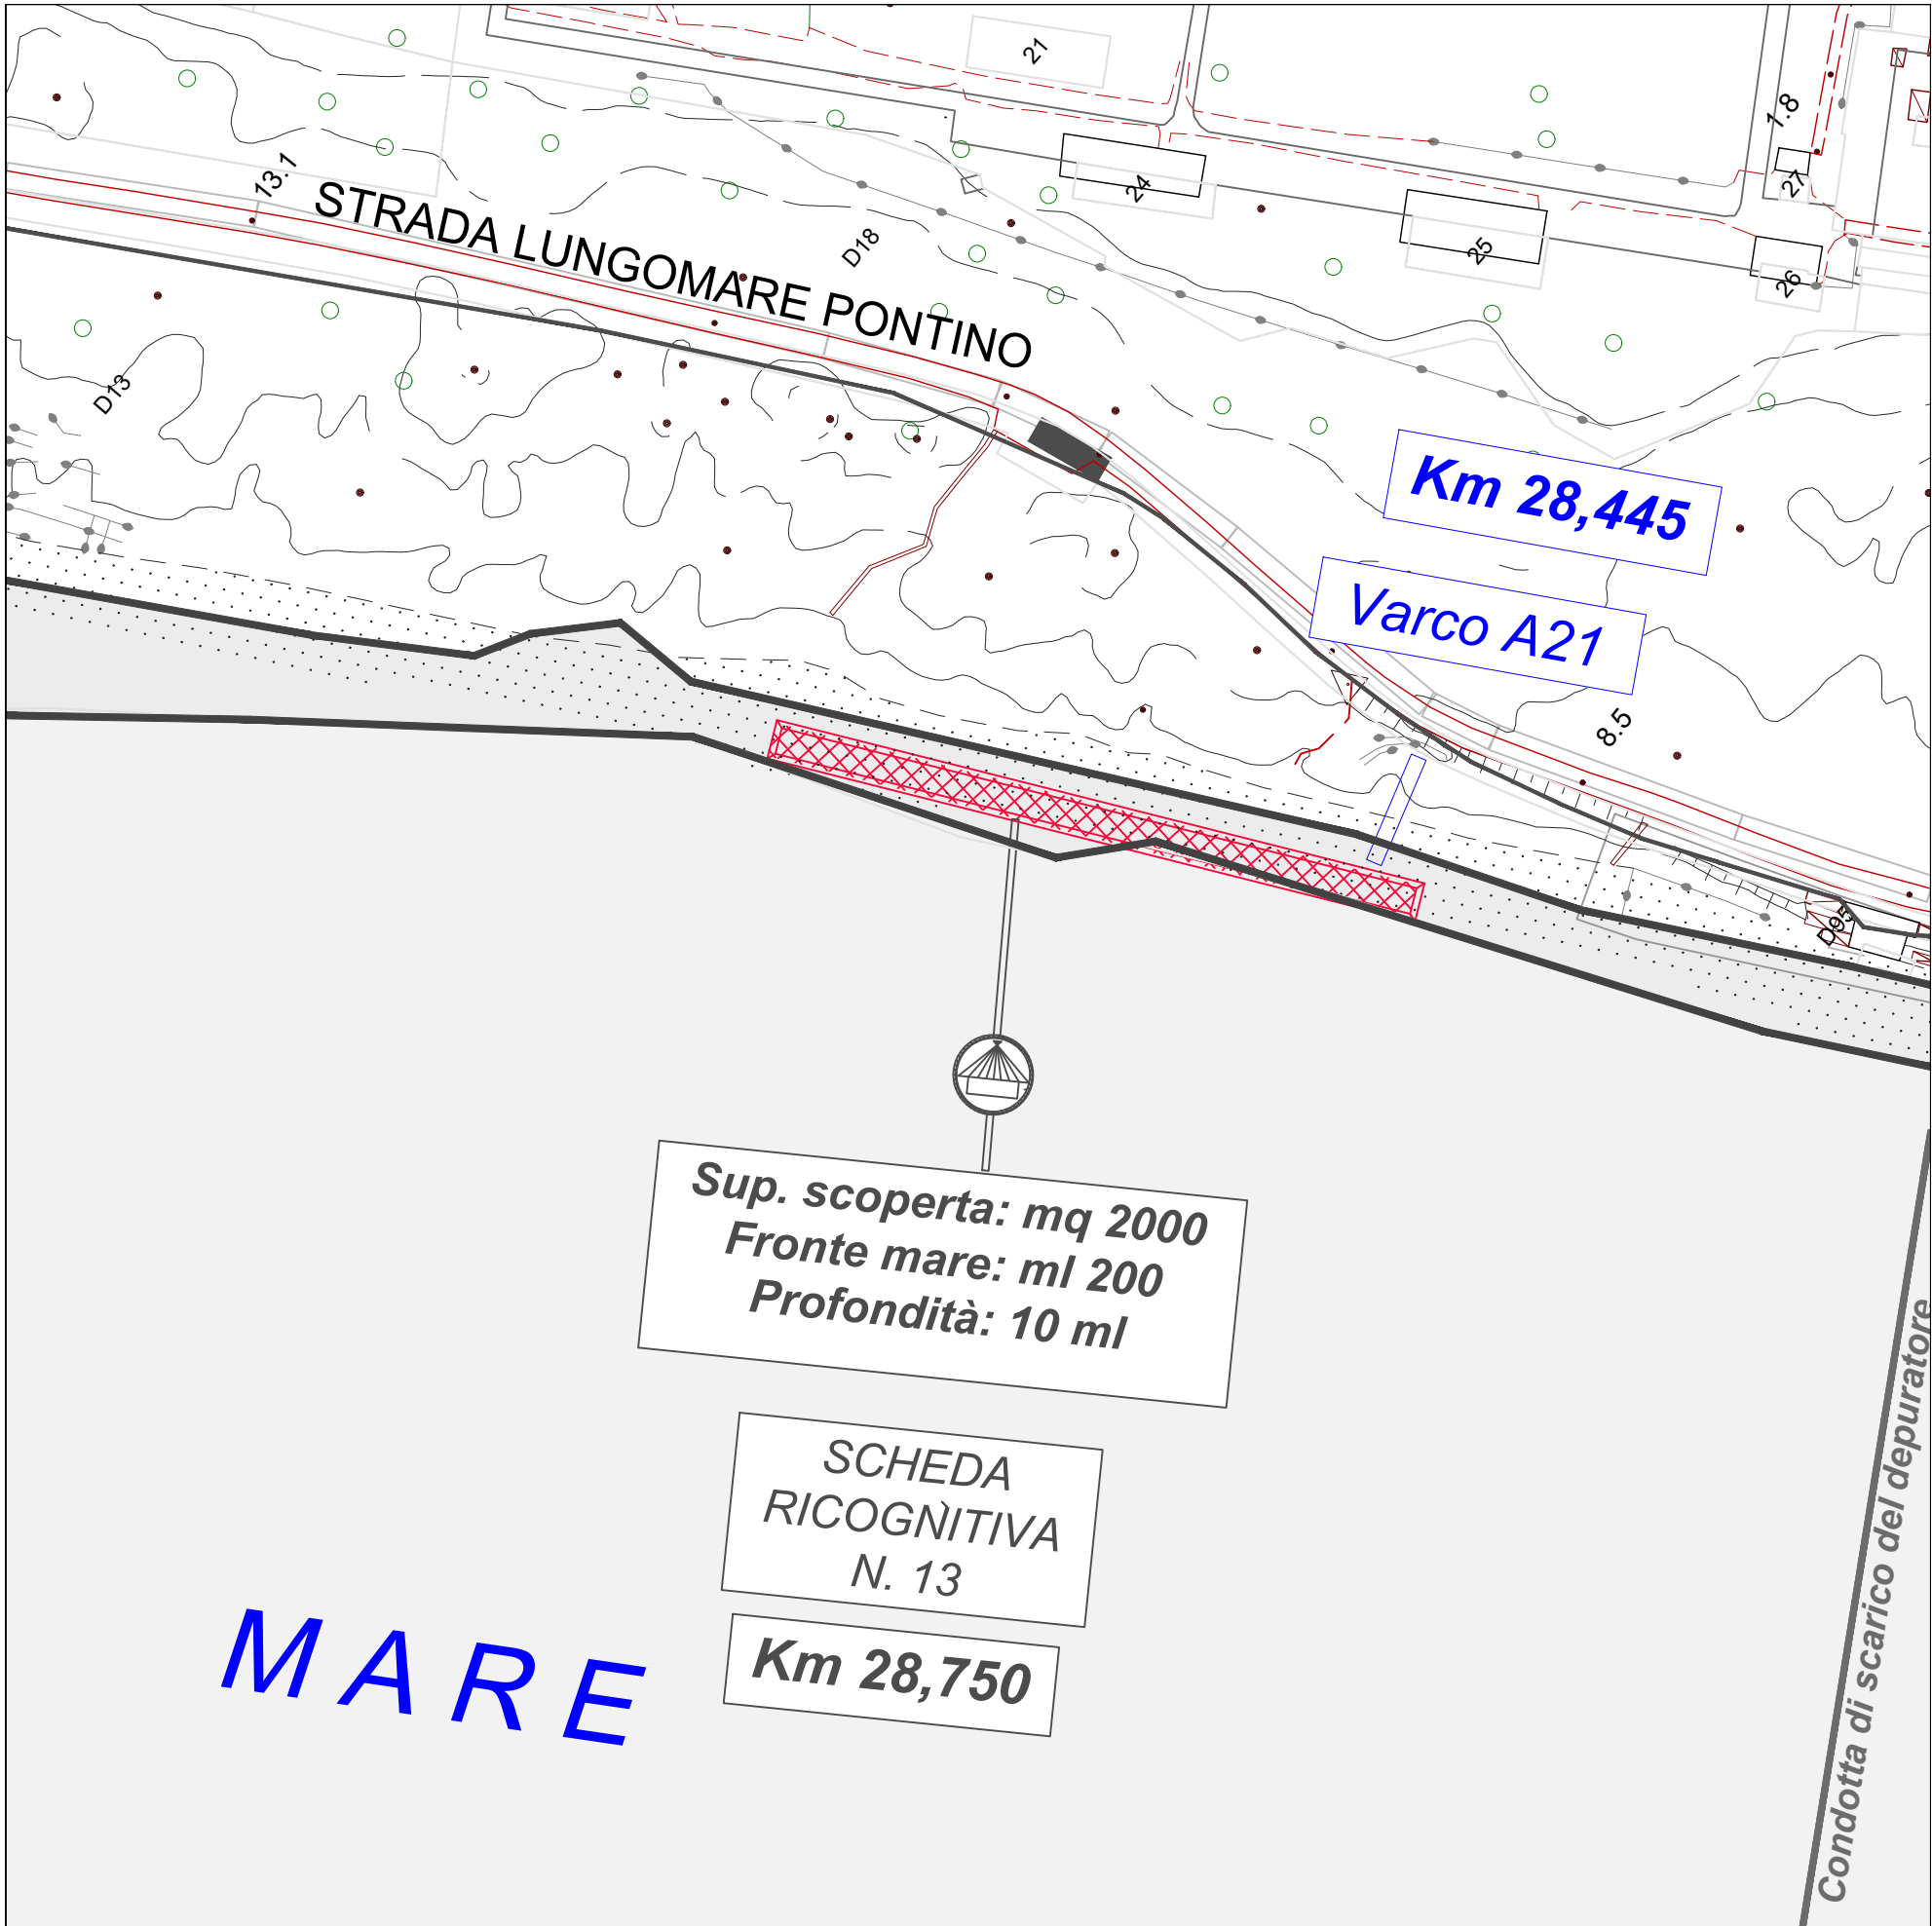 21
1.8
13.1
24
27
STRADA LUNGOMARE PONTINO
D18
25
26
D13
Km 28,445
Varco A21
8.5
D95
Sup. scoperta: mq 2000
Fronte mare: ml 200
Profondità: 10 ml
SCHEDA
RICOGNÌTIVA
N. 13
Km 28,750
MARE
Condotta di scarico del depuratore